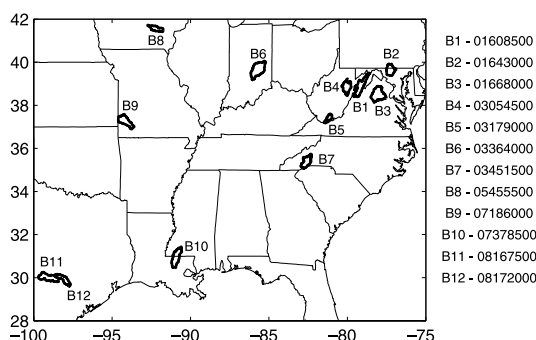 42
40
38
36
34
32
30
28
−100
−95
−90
−85
−80
−75
B8
B6
B2
B4
B9
B1
B3
B5
B7
B10
B11
B12
B1 - 01608500
B2 - 01643000
B3 - 01668000
B4 - 03054500
B5 - 03179000
B6 - 03364000
B7 - 03451500
B8 - 05455500
B9 - 07186000
B10 - 07378500
B11 - 08167500
B12 - 08172000